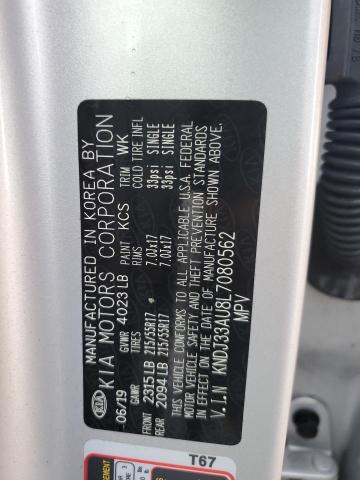 MANUFACTURED IN KOREA BY
KIA MOTORS CORPORATION
06/19 GVWR 4023 LB PAINT KCS TRIM WK
GAWR TIRES RIMS COLD TIRE INFL
FRONT 2315 LB 215/55R17 7.0Jx17 33psi SINGLE
REAR 2094 LB 215/55R17 7.0Jx17 33psi SINGLE
THIS VEHICLE CONFORMS TO ALL APPLICABLE U.S.A. FEDERAL
MOTOR VEHICLE SAFETY AND THEFT PREVENTION STANDARDS
IN EFFECT ON THE DATE OF MANUFACTURE SHOWN ABOVE.
V.I.N KNDJ33AU8L7080562
MPV
T67